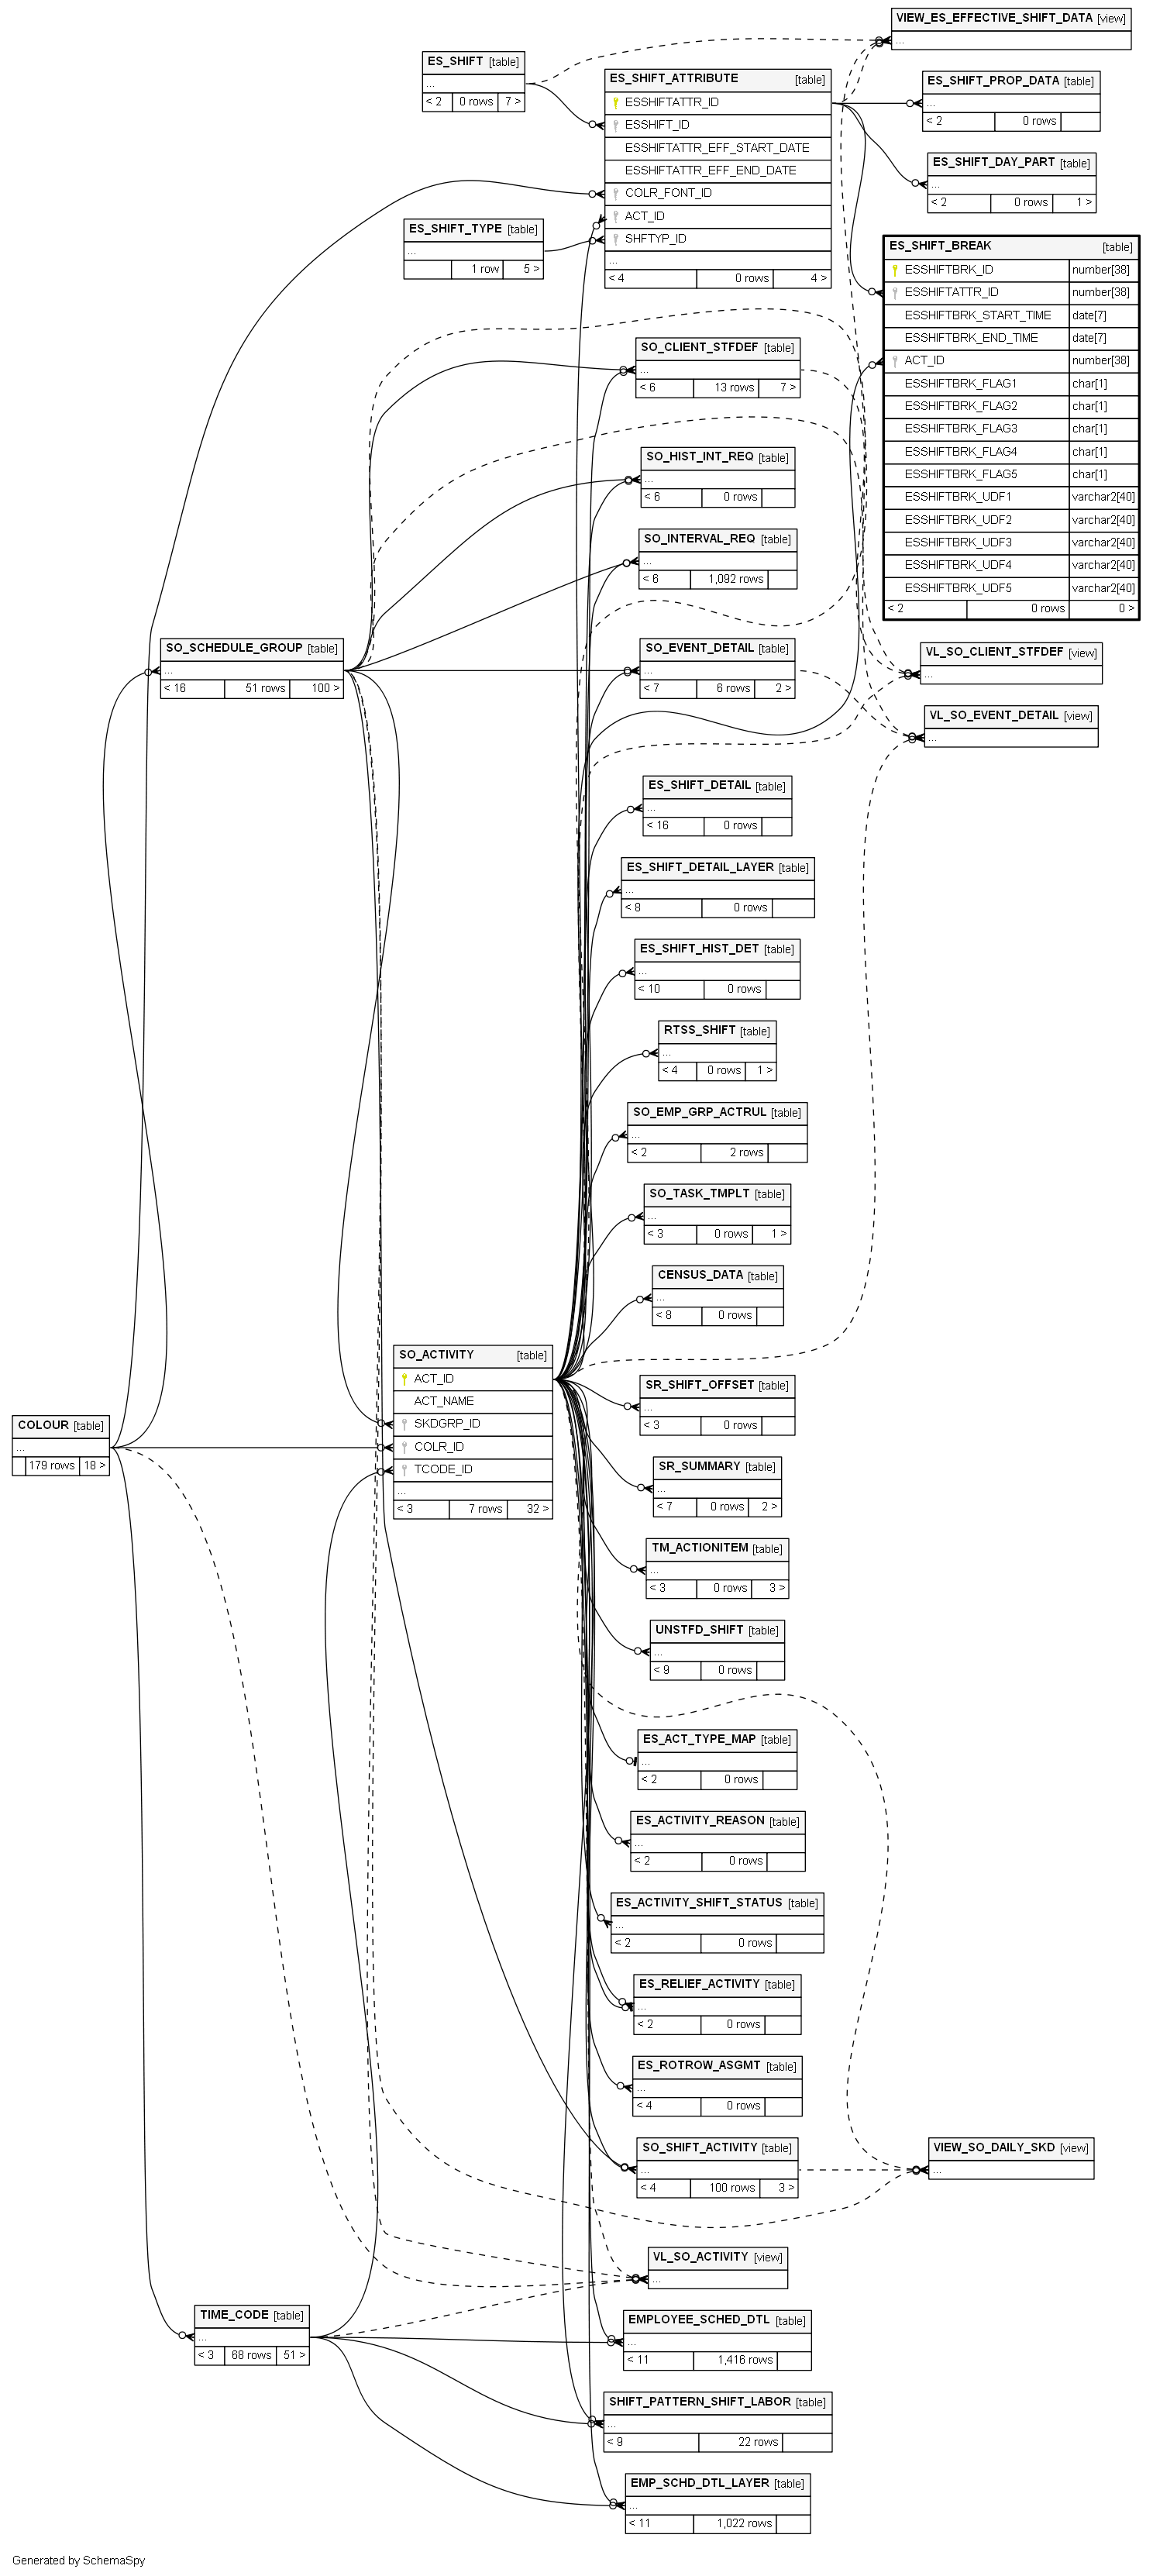 VIEW_ES_EFFECTIVE_SHIFT_DATA [view]
...
ES_SHIFT [table]
...
< 2 0 rows 7 >
ES_SHIFT_ATTRIBUTE [table]
ESSHIFTATTR_ID
ESSHIFT_ID
ESSHIFTATTR_EFF_START_DATE
ESSHIFTATTR_EFF_END_DATE
COLR_FONT_ID
ACT_ID
SHFTYP_ID
...
< 4 0 rows 4 >
ES_SHIFT_PROP_DATA [table]
...
< 2 0 rows
ES_SHIFT_DAY_PART [table]
...
< 2 0 rows 1 >
ES_SHIFT_TYPE [table]
...
1 row 5 >
ES_SHIFT_BREAK [table]
ESSHIFTBRK_ID number[38]
ESSHIFTATTR_ID number[38]
ESSHIFTBRK_START_TIME date[7]
ESSHIFTBRK_END_TIME date[7]
ACT_ID number[38]
ESSHIFTBRK_FLAG1 char[1]
ESSHIFTBRK_FLAG2 char[1]
ESSHIFTBRK_FLAG3 char[1]
ESSHIFTBRK_FLAG4 char[1]
ESSHIFTBRK_FLAG5 char[1]
ESSHIFTBRK_UDF1 varchar2[40]
ESSHIFTBRK_UDF2 varchar2[40]
ESSHIFTBRK_UDF3 varchar2[40]
ESSHIFTBRK_UDF4 varchar2[40]
ESSHIFTBRK_UDF5 varchar2[40]
< 2 0 rows 0 >
SO_CLIENT_STFDEF [table]
...
< 6 13 rows 7 >
SO_HIST_INT_REQ [table]
...
< 6 0 rows
SO_INTERVAL_REQ [table]
...
< 6 1,092 rows
SO_SCHEDULE_GROUP [table]
...
< 16 51 rows 100 >
SO_EVENT_DETAIL [table]
...
< 7 6 rows 2 >
VL_SO_CLIENT_STFDEF [view]
...
VL_SO_EVENT_DETAIL [view]
...
ES_SHIFT_DETAIL [table]
...
< 16 0 rows
ES_SHIFT_DETAIL_LAYER [table]
...
< 8 0 rows
ES_SHIFT_HIST_DET [table]
...
< 10 0 rows
RTSS_SHIFT [table]
...
< 4 0 rows 1 >
SO_EMP_GRP_ACTRUL [table]
...
< 2 2 rows
SO_TASK_TMPLT [table]
...
< 3 0 rows 1 >
CENSUS_DATA [table]
...
< 8 0 rows
SO_ACTIVITY [table]
ACT_ID
ACT_NAME
SKDGRP_ID
COLR_ID
TCODE_ID
...
< 3 7 rows 32 >
COLOUR [table]
...
179 rows 18 >
SR_SHIFT_OFFSET [table]
...
< 3 0 rows
SR_SUMMARY [table]
...
< 7 0 rows 2 >
TM_ACTIONITEM [table]
...
< 3 0 rows 3 >
UNSTFD_SHIFT [table]
...
< 9 0 rows
ES_ACT_TYPE_MAP [table]
...
< 2 0 rows
ES_ACTIVITY_REASON [table]
...
< 2 0 rows
ES_ACTIVITY_SHIFT_STATUS [table]
...
< 2 0 rows
ES_RELIEF_ACTIVITY [table]
...
< 2 0 rows
ES_ROTROW_ASGMT [table]
...
< 4 0 rows
SO_SHIFT_ACTIVITY [table]
...
< 4 100 rows 3 >
VIEW_SO_DAILY_SKD [view]
...
VL_SO_ACTIVITY [view]
...
TIME_CODE [table]
...
< 3 68 rows 51 >
EMPLOYEE_SCHED_DTL [table]
...
< 11 1,416 rows
SHIFT_PATTERN_SHIFT_LABOR [table]
...
< 9 22 rows
EMP_SCHD_DTL_LAYER [table]
...
< 11 1,022 rows
Generated by SchemaSpy